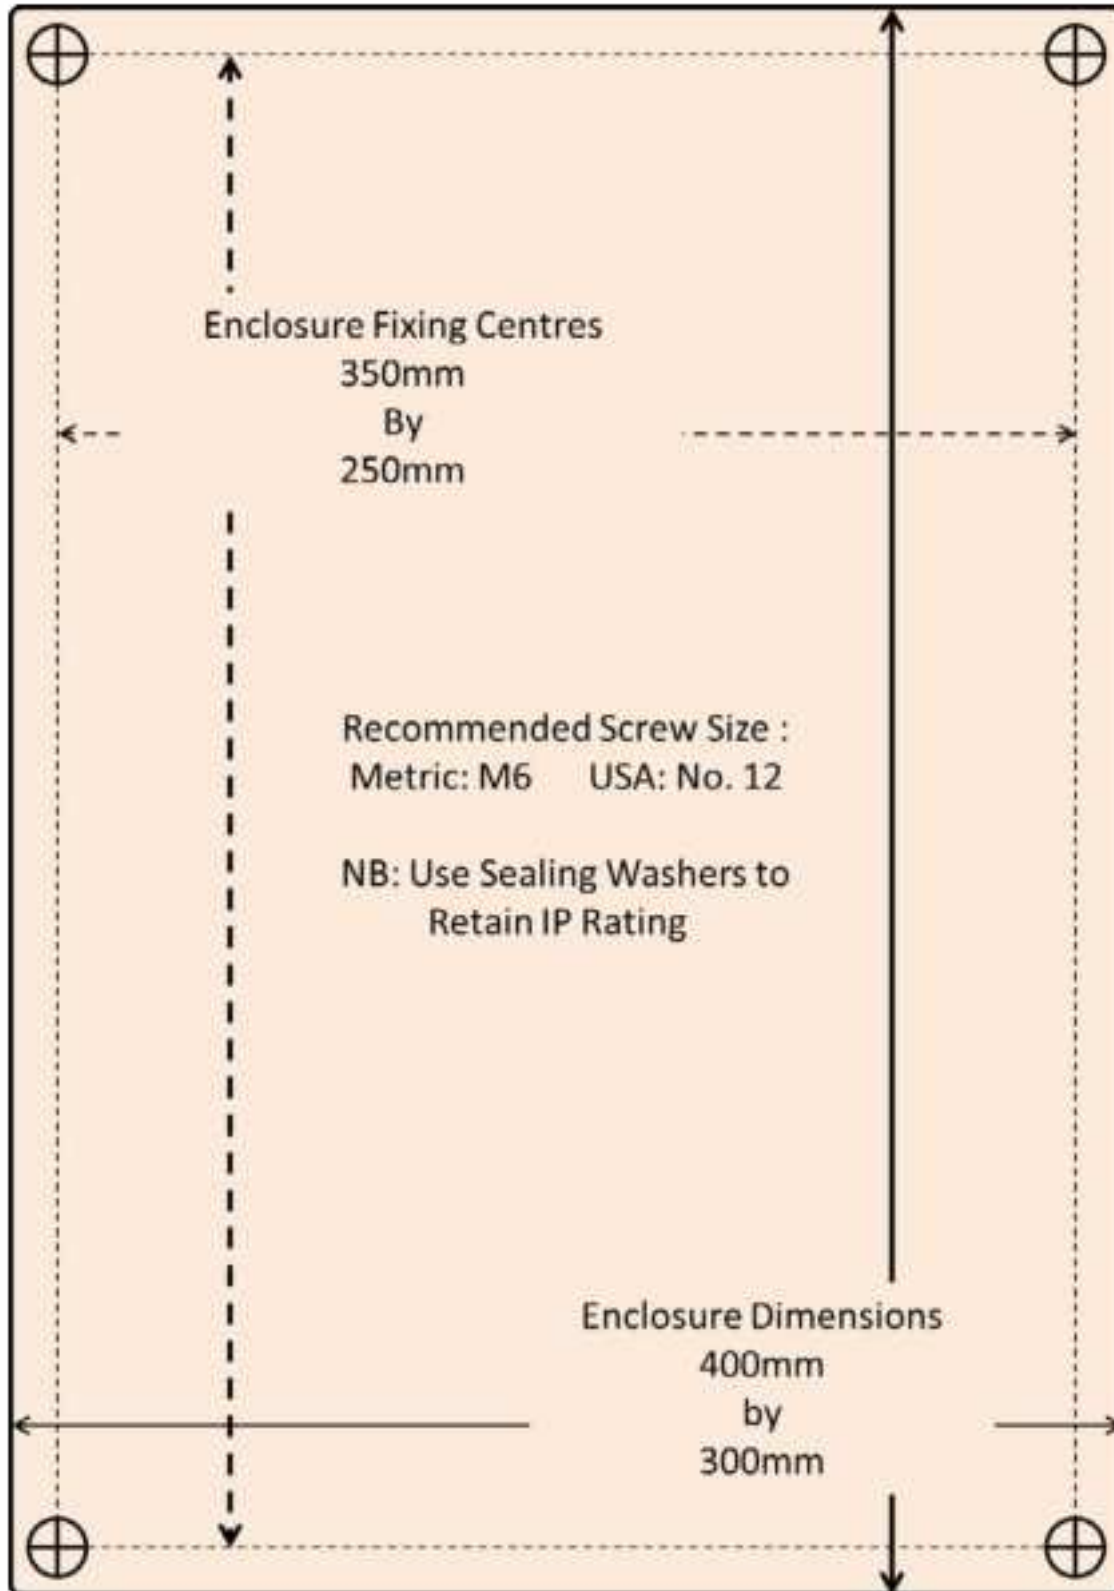 Enclosure Fixing Centres
350mm
By
250mm
Recommended Screw Size :
Metric: M6 USA: No. 12
NB: Use Sealing Washers to
Retain IP Rating
Enclosure Dimensions
400mm
by
300mm